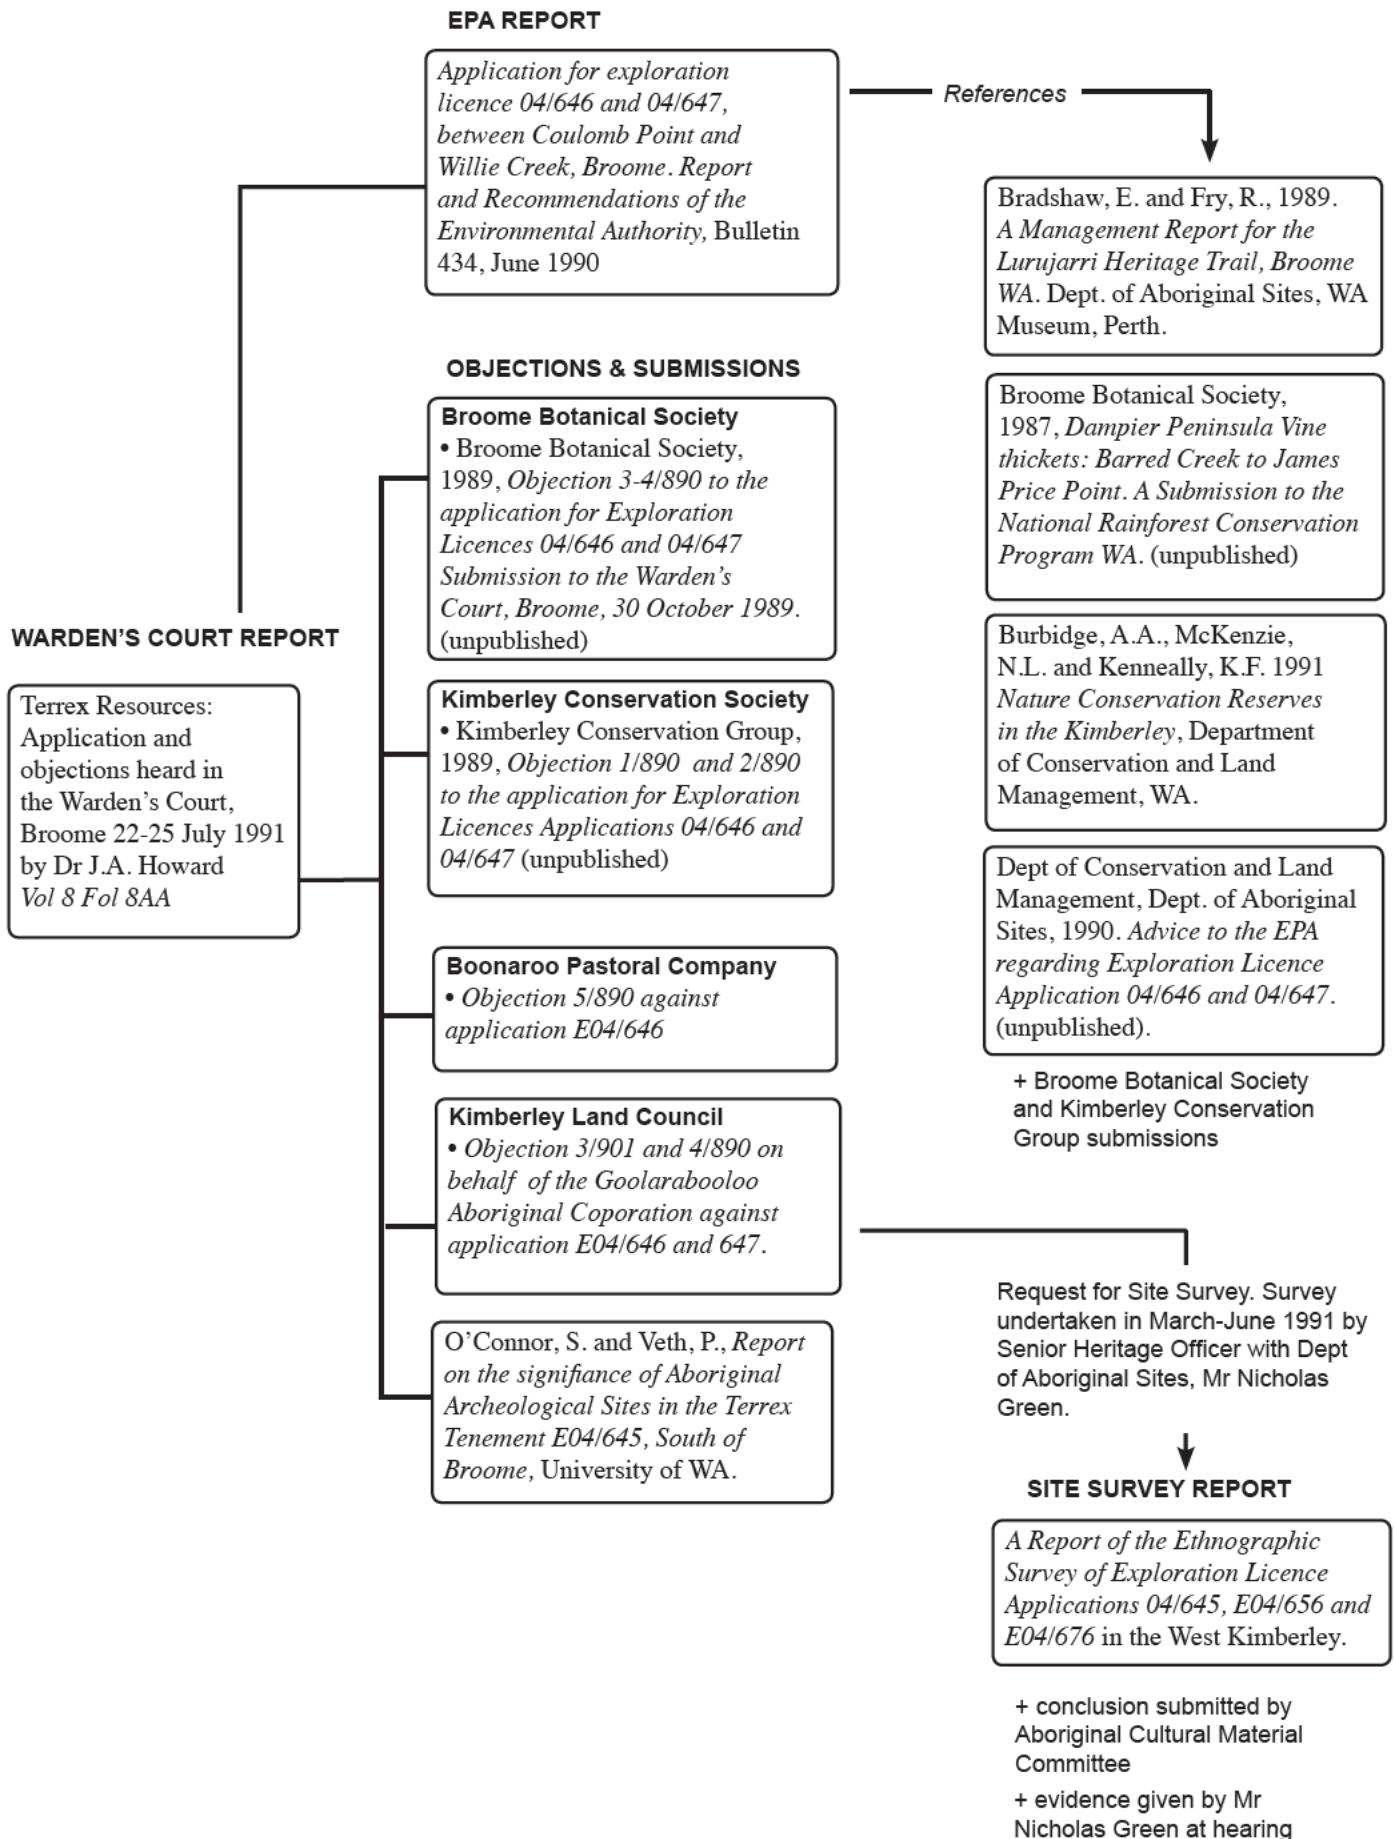 EPA REPORT
Application for exploration
licence 04/646 and 04/647,
between Coulomb Point and
Willie Creek, Broome. Report
and Recommendations of the
Environmental Authority, Bulletin
434, June 1990
References
Bradshaw, E. and Fry, R., 1989.
A Management Report for the
Lurujarri Heritage Trail, Broome
WA. Dept. of Aboriginal Sites, WA
Museum, Perth.
Broome Botanical Society,
1987, Dampier Peninsula Vine
thickets: Barred Creek to James
Price Point. A Submission to the
National Rainforest Conservation
Program WA. (unpublished)
Burbidge, A.A., McKenzie,
N.L. and Kenneally, K.F. 1991
Nature Conservation Reserves
in the Kimberley, Department
of Conservation and Land
Management, WA.
Dept of Conservation and Land
Management, Dept. of Aboriginal
Sites, 1990. Advice to the EPA
regarding Exploration Licence
Application 04/646 and 04/647.
(unpublished).
+ Broome Botanical Society
and Kimberley Conservation
Group submissions
WARDEN'S COURT REPORT
Terrex Resources:
Application and
objections heard in
the Warden's Court,
Broome 22-25 July 1991
by Dr J.A. Howard
Vol 8 Fol 8AA
OBJECTIONS & SUBMISSIONS
Broome Botanical Society
• Broome Botanical Society,
1989, Objection 3-4/890 to the
application for Exploration
Licences 04/646 and 04/647
Submission to the Warden's
Court, Broome, 30 October 1989.
(unpublished)
Kimberley Conservation Society
• Kimberley Conservation Group,
1989, Objection 1/890 and 2/890
to the application for Exploration
Licences Applications 04/646 and
04/647 (unpublished)
Boonaroo Pastoral Company
• Objection 5/890 against
application E04/646
Kimberley Land Council
• Objection 3/901 and 4/890 on
behalf of the Goolarabooloo
Aboriginal Coporation against
application E04/646 and 647.
O'Connor, S. and Veth, P., Report
on the signifiance of Aboriginal
Archeological Sites in the Terrex
Tenement E04/645, South of
Broome, University of WA.
Request for Site Survey. Survey
undertaken in March-June 1991 by
Senior Heritage Officer with Dept
of Aboriginal Sites, Mr Nicholas
Green.
SITE SURVEY REPORT
A Report of the Ethnographic
Survey of Exploration Licence
Applications 04/645, E04/656 and
E04/676 in the West Kimberley.
+ conclusion submitted by
Aboriginal Cultural Material
Committee
+ evidence given by Mr
Nicholas Green at hearing